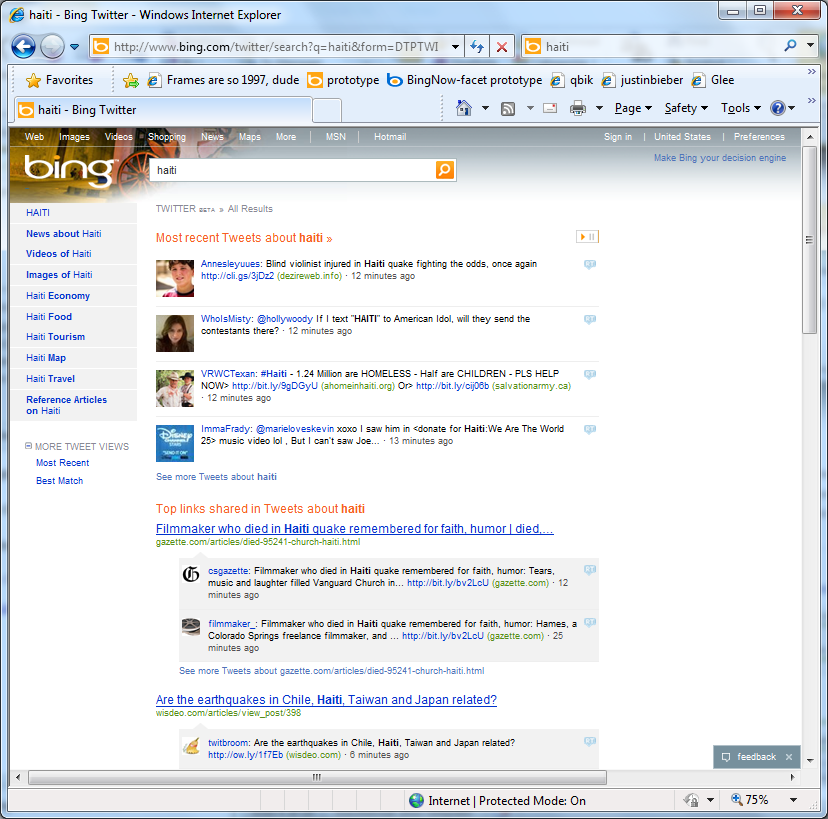 haiti - Bing Twitter - Windows Internet Explorer
http://www.bing.com/twitter/search?q=haiti&form=DTPTWI
haiti
Favorites
Frames are so 1997, dude
prototype
BingNow-facet prototype
qbik
justinbieber
Glee
haiti - Bing Twitter
Page
Safety
Tools
Web Images Videos Shopping News Maps More | MSN | Hotmail
Sign in | United States | Preferences
bing
haiti
Make Bing your decision engine
HAITI
News about Haiti
Videos of Haiti
Images of Haiti
Haiti Economy
Haiti Food
Haiti Tourism
Haiti Map
Haiti Travel
Reference Articles
on Haiti
MORE TWEET VIEWS
Most Recent
Best Match
TWITTER BETA » All Results
Most recent Tweets about haiti »
Annesleyuues: Blind violinist injured in Haiti quake fighting the odds, once again
http://cli.gs/3jDz2 (dezireweb.info) · 12 minutes ago
RT
WhoIsMisty: @hollywoody If I text "HAITI" to American Idol, will they send the
contestants there? · 12 minutes ago
RT
VRWCTexan: #Haiti - 1.24 Million are HOMELESS - Half are CHILDREN - PLS HELP
NOW> http://bit.ly/9gDGyU (ahomeinhaiti.org) Or> http://bit.ly/cij06b (salvationarmy.ca)
· 12 minutes ago
RT
ImmaFrady: @marieloveskevin xoxo I saw him in <donate for Haiti:We Are The World
25> music video lol , But I can't saw Joe... · 13 minutes ago
RT
See more Tweets about haiti
Top links shared in Tweets about haiti
Filmmaker who died in Haiti quake remembered for faith, humor I died,...
gazette.com/articles/died-95241-church-haiti.html
csgazette: Filmmaker who died in Haiti quake remembered for faith, humor: Tears,
music and laughter filled Vanguard Church in... http://bit.ly/bv2LcU (gazette.com) · 12
minutes ago
RT
filmmaker_: Filmmaker who died in Haiti quake remembered for faith, humor: Hames, a
Colorado Springs freelance filmmaker, and ... http://bit.ly/bv2LcU (gazette.com) · 25
minutes ago
RT
See more Tweets about gazette.com/articles/died-95241-church-haiti.html
Are the earthquakes in Chile, Haiti, Taiwan and Japan related?
wisdeo.com/articles/view_post/398
twitbroom: Are the earthquakes in Chile, Haiti, Taiwan and Japan related?
http://ow.ly/1f7Eb (wisdeo.com) · 6 minutes ago
RT
feedback
Internet | Protected Mode: On
75%